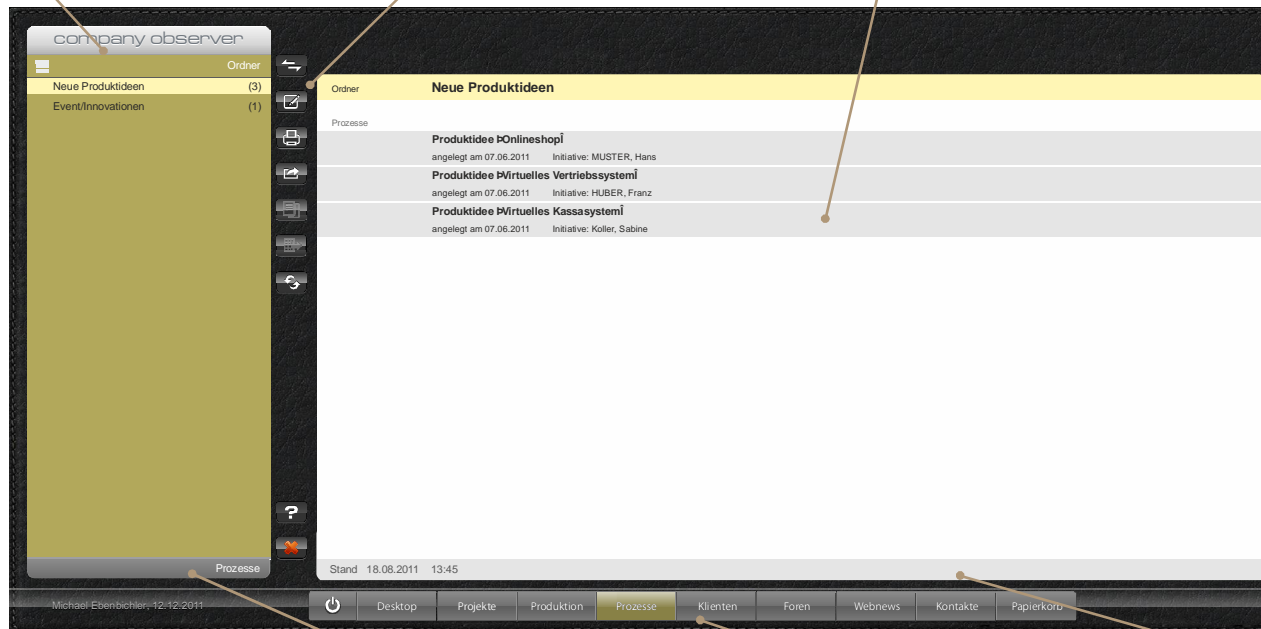 company observer
Ordner
Neue Produktideen (3)
Event/Innovationen (1)
Ordner Neue Produktideen
Prozesse
Produktidee ÞOnlineshopÎ
angelegt am 07.06.2011 Initiative: MUSTER, Hans
Produktidee ÞVirtuelles VertriebssystemÎ
angelegt am 07.06.2011 Initiative: HUBER, Franz
Produktidee ÞVirtuelles KassasystemÎ
angelegt am 07.06.2011 Initiative: Koller, Sabine
?
Prozesse
Stand 18.08.2011 13:45
Michael Ebenbichler, 12.12.2011
Desktop Projekte Produktion Prozesse Klienten Foren Webnews Kontakte Papierkorb